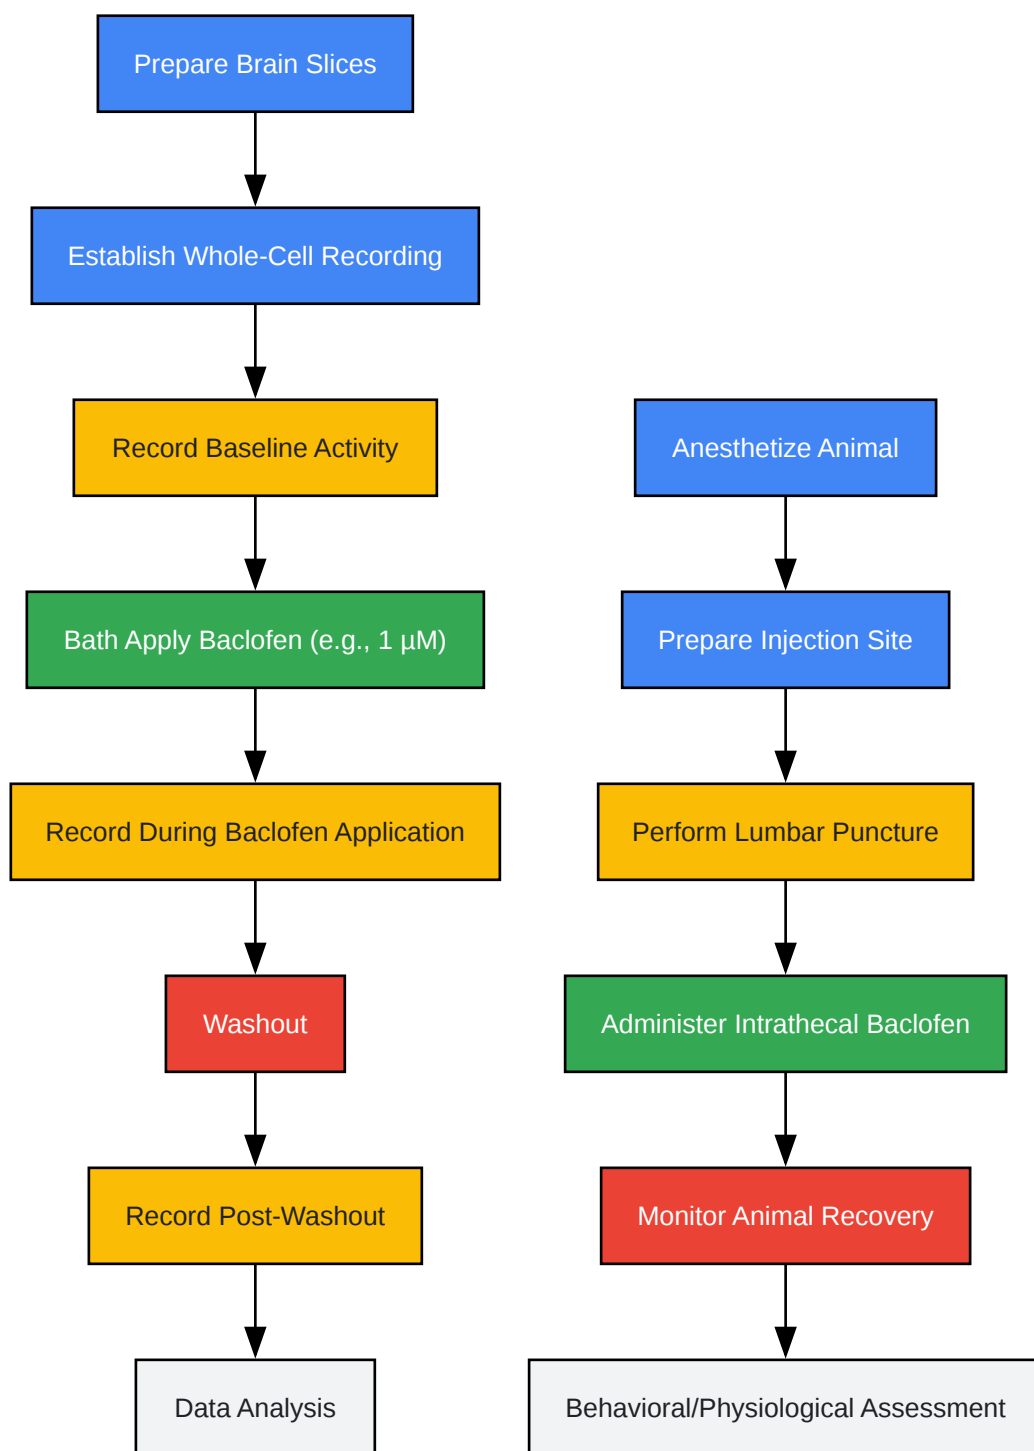 Prepare Brain Slices
Establish Whole-Cell Recording
Record Baseline Activity
Bath Apply Baclofen (e.g., 1 µM)
Record During Baclofen Application
Washout
Record Post-Washout
Data Analysis
Anesthetize Animal
Prepare Injection Site
Perform Lumbar Puncture
Administer Intrathecal Baclofen
Monitor Animal Recovery
Behavioral/Physiological Assessment